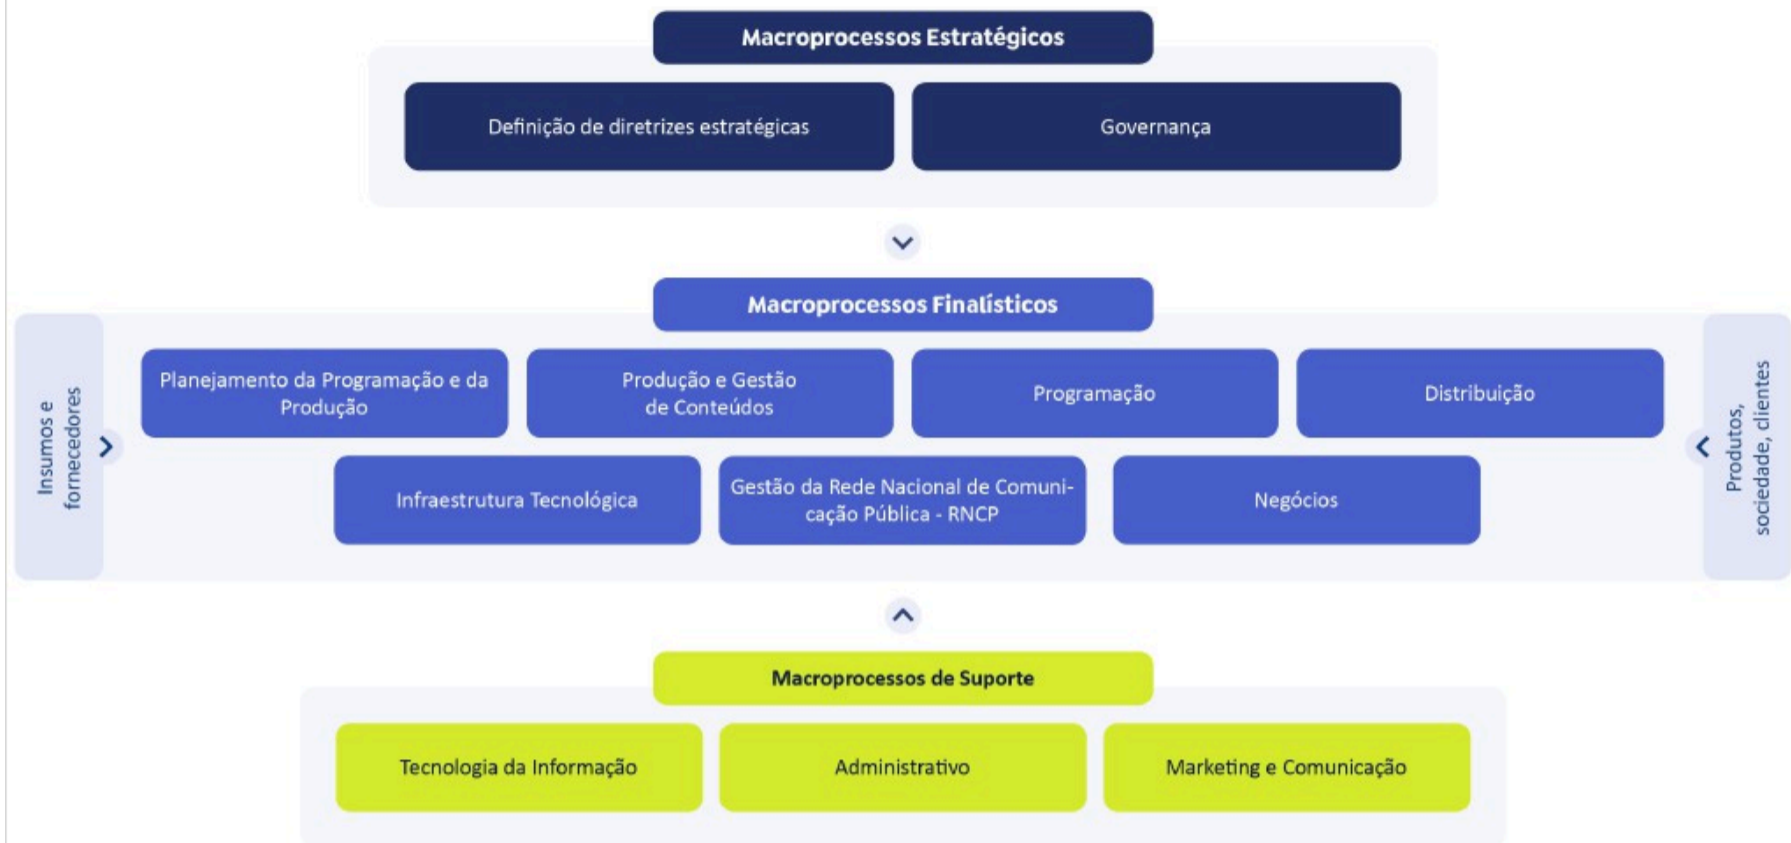 Macroprocessos Estratégicos
Definição de diretrizes estratégicas
Governança
Macroprocessos Finalísticos
Insumos e
fornecedores
Planejamento da Programação e da
Produção
Produção e Gestão
de Conteúdos
Programação
Distribuição
Infraestrutura Tecnológica
Gestão da Rede Nacional de Comuni-
cação Pública - RNCP
Negócios
Produtos,
sociedade, clientes
Macroprocessos de Suporte
Tecnologia da Informação
Administrativo
Marketing e Comunicação